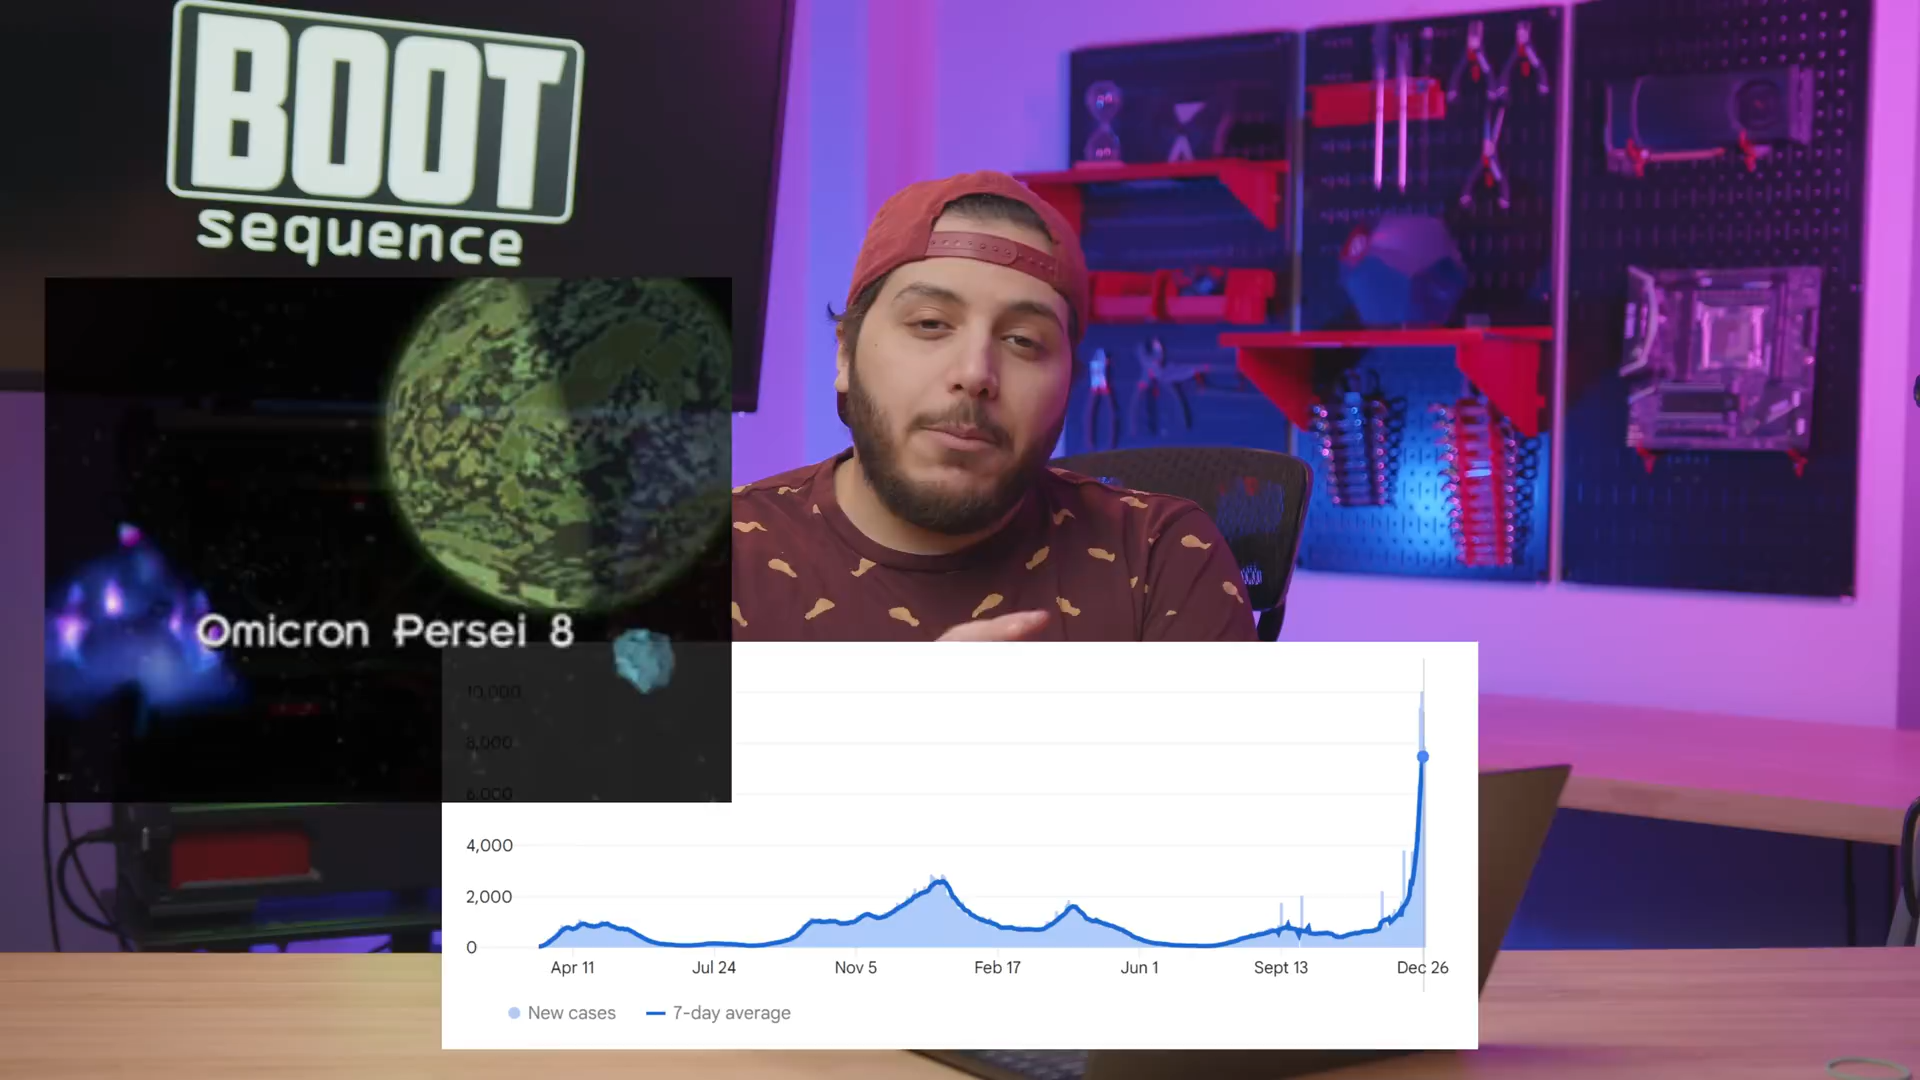 BOOT
sequence
Omicron Persei 8
10,000
8,000
6,000
4,000
2,000
0
Apr 11
Jul 24
Nov 5
Feb 17
Jun 1
Sept 13
Dec 26
New cases
7-day average